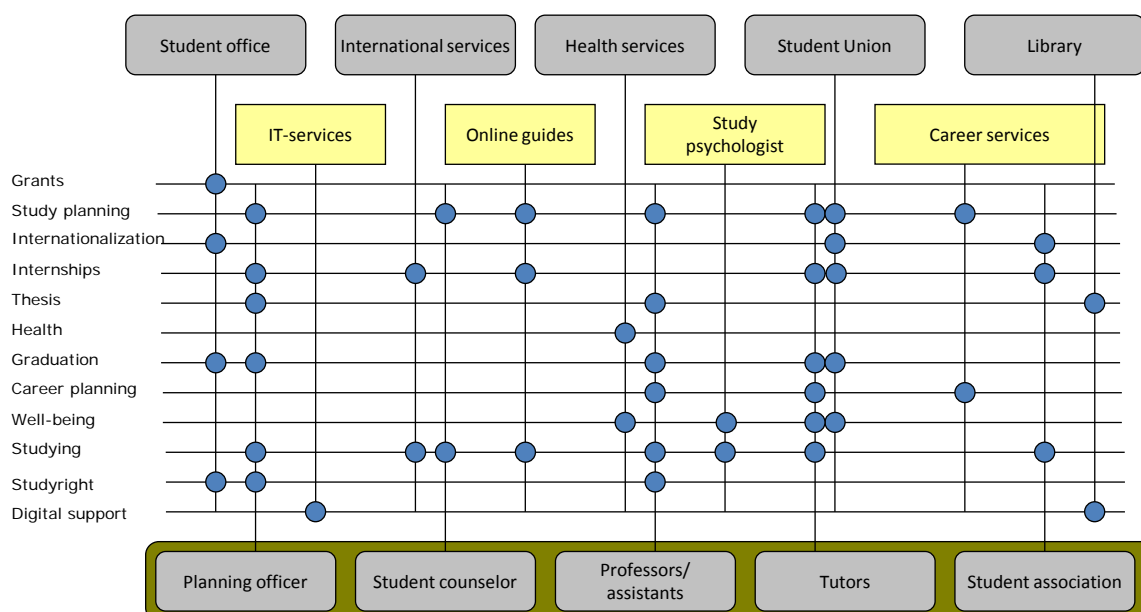 Student office
International services
Health services
Student Union
Library
IT-services
Online guides
Study
psychologist
Career services
Grants
Study planning
Internationalization
Internships
Thesis
Health
Graduation
Career planning
Well-being
Studying
Studyright
Digital support
Planning officer
Student counselor
Professors/
assistants
Tutors
Student association